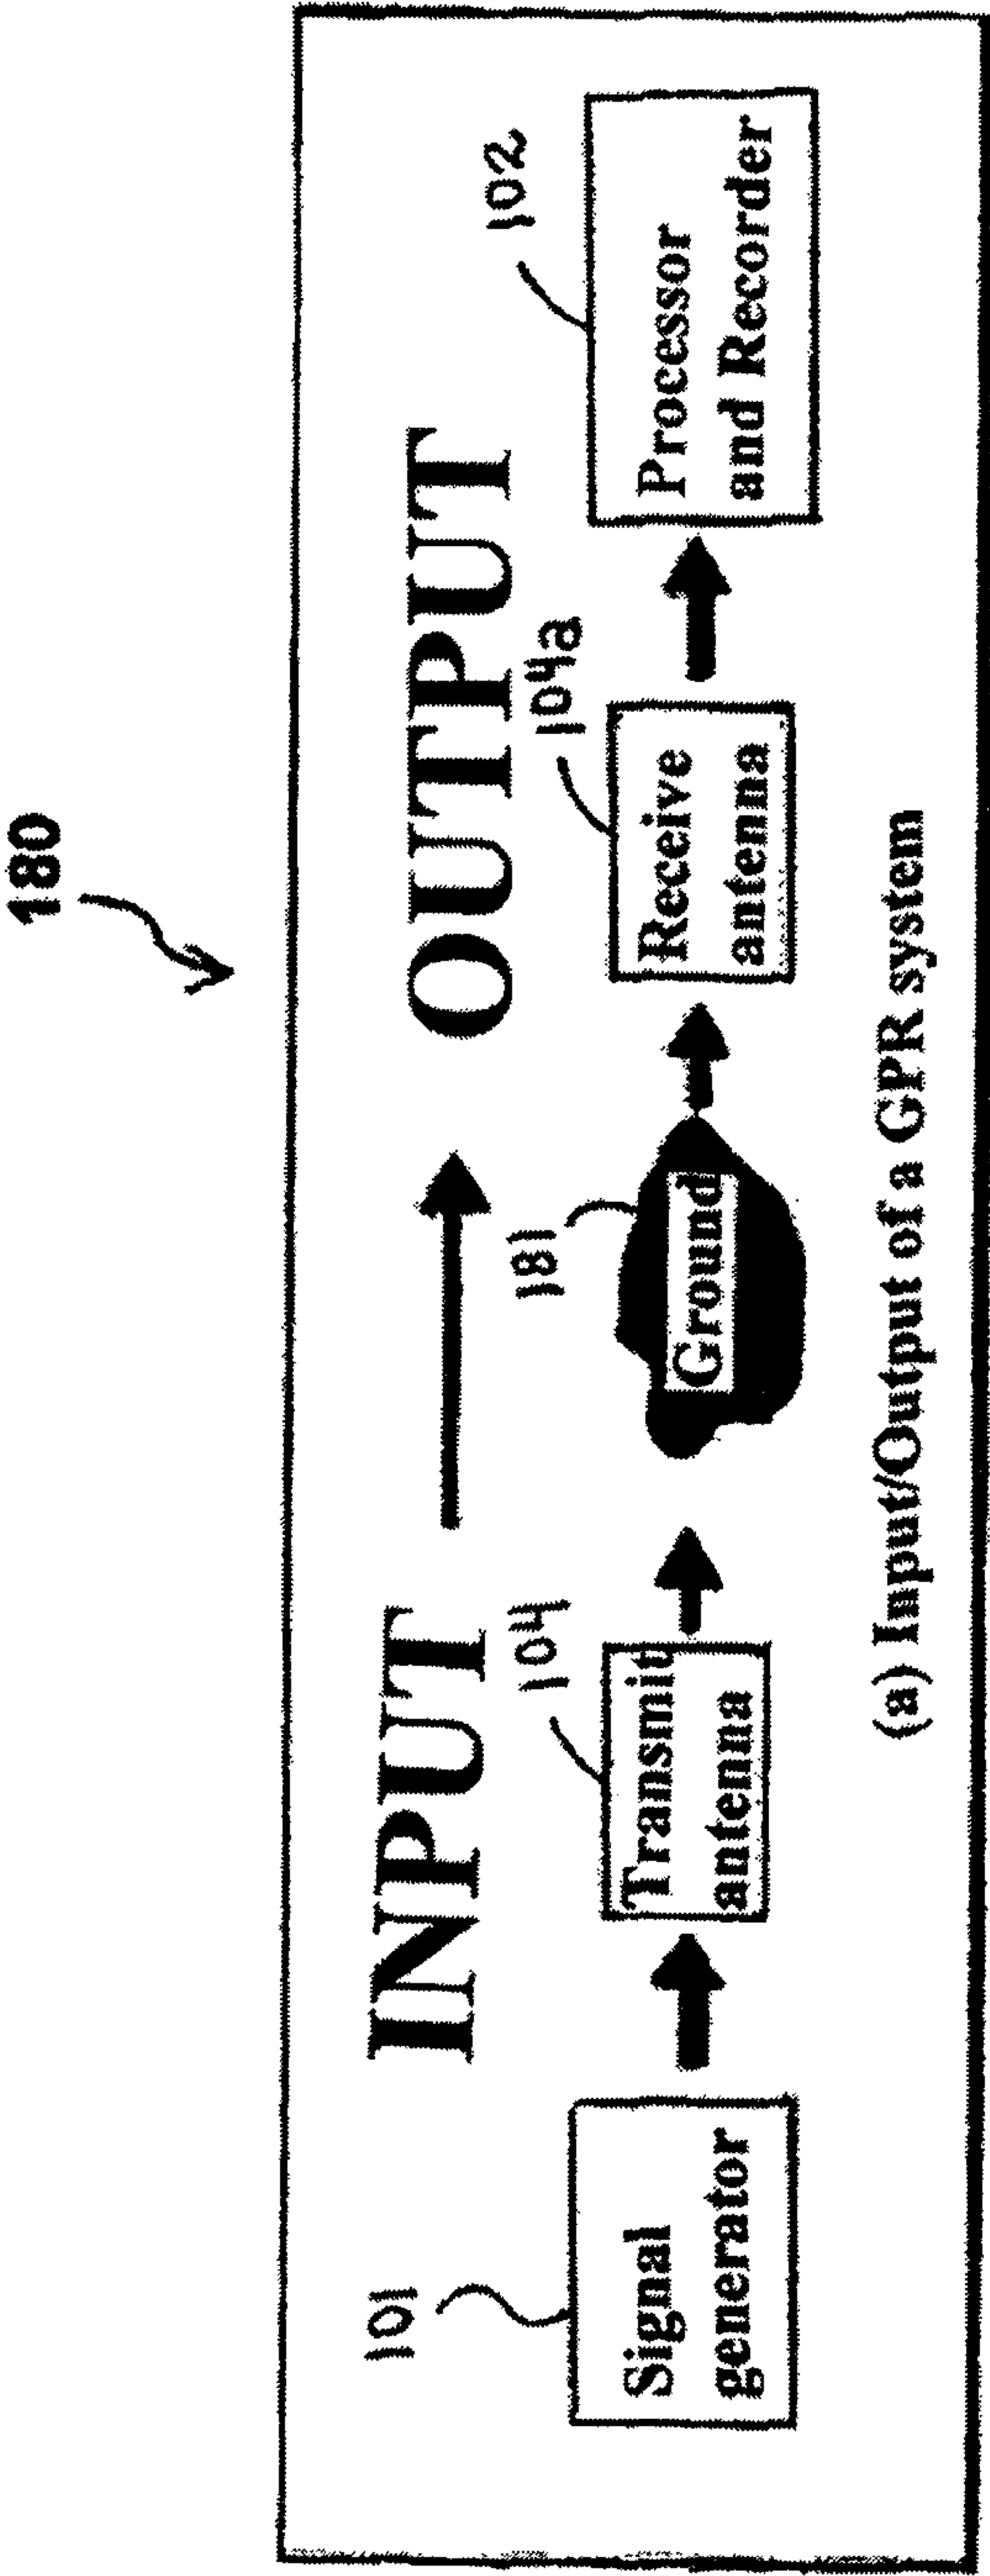 180
INPUT OUTPUT
101
104
181
104a
102
Signal
generator
Transmit
antenna
Ground
Receive
antenna
Processor
and Recorder
(a) Input/Output of a GPR system